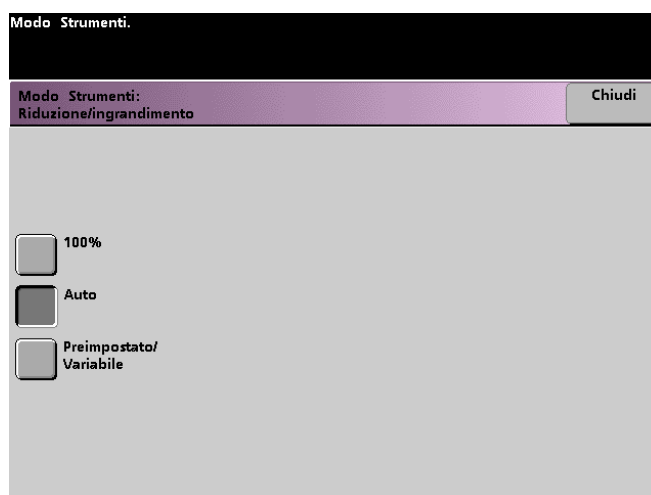 Modo Strumenti.
Modo Strumenti:
Riduzione/ingrandimento
Chiudi
100%
Auto
Preimpostato/
Variabile